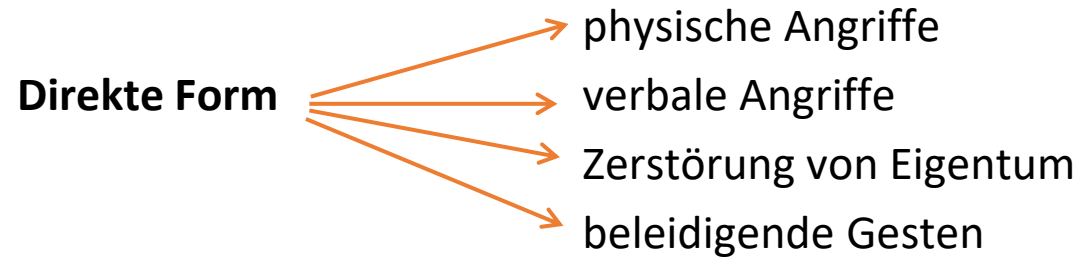 physische Angriffe
Direkte Form
verbale Angriffe
Zerstörung von Eigentum
beleidigende Gesten